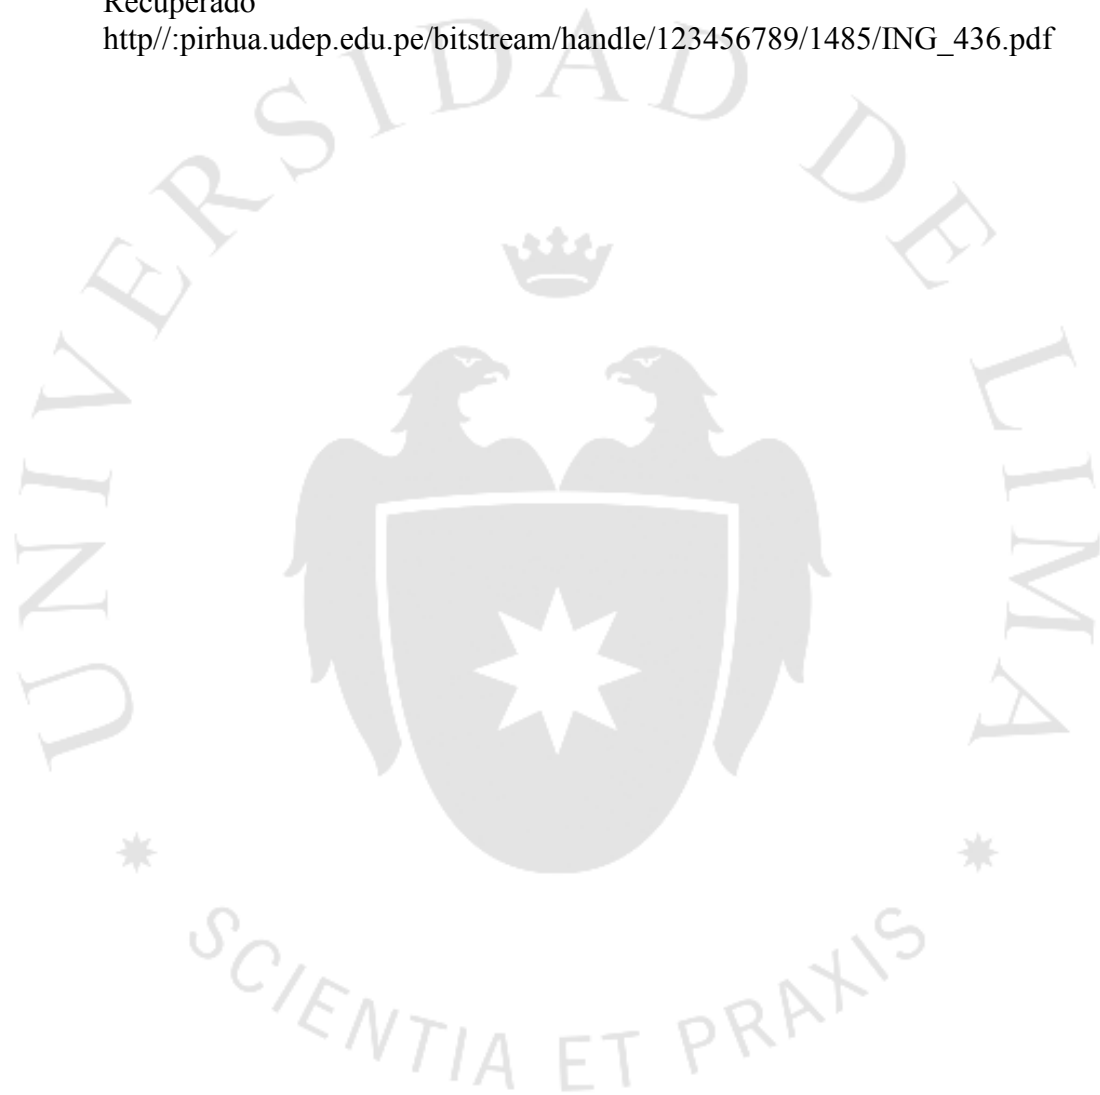 Recuperado
http//:pirhua.udep.edu.pe/bitstream/handle/123456789/1485/ING_436.pdf
UNIVERSIDAD DE LIMA
SCIENTIA ET PRAXIS